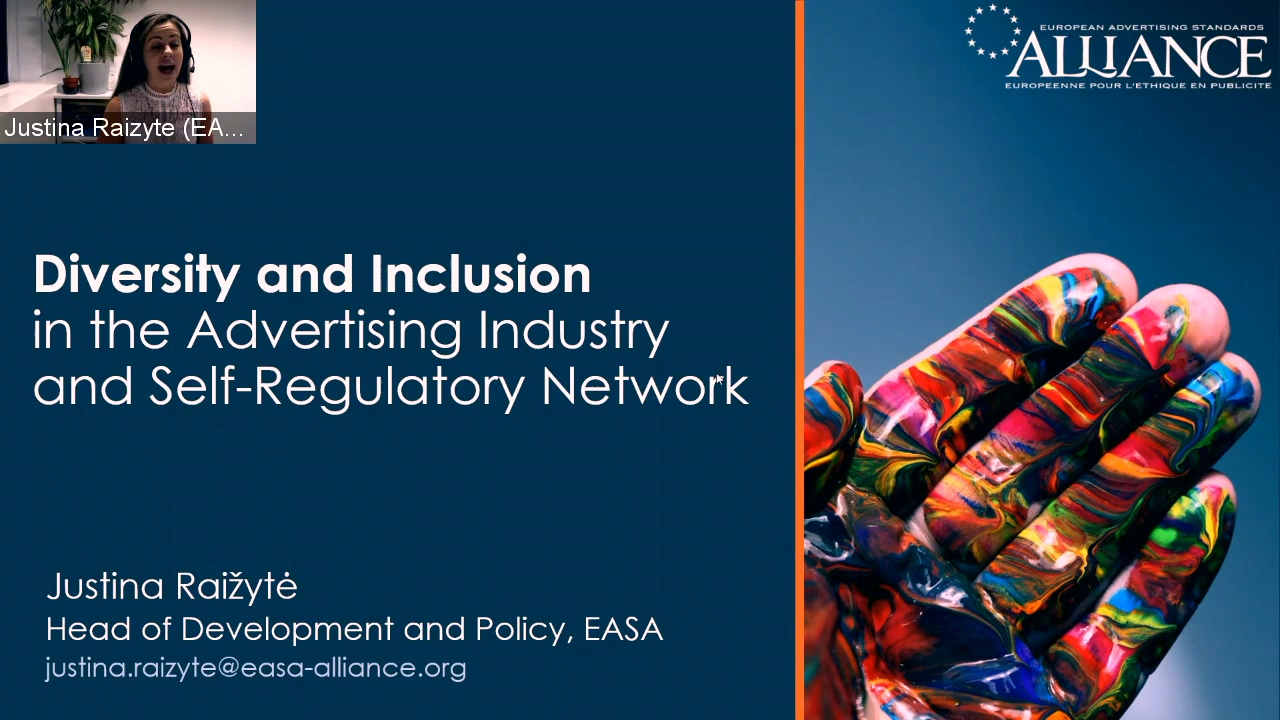 Justina Raizyte (EA...
EUROPEAN ADVERTISING STANDARDS
ALLIANCE
EUROPEENNE POUR L'ETHIQUE EN PUBLICITE
Diversity and Inclusion
in the Advertising Industry
and Self-Regulatory Network
Justina Raižytė
Head of Development and Policy, EASA
justina.raizyte@easa-alliance.org